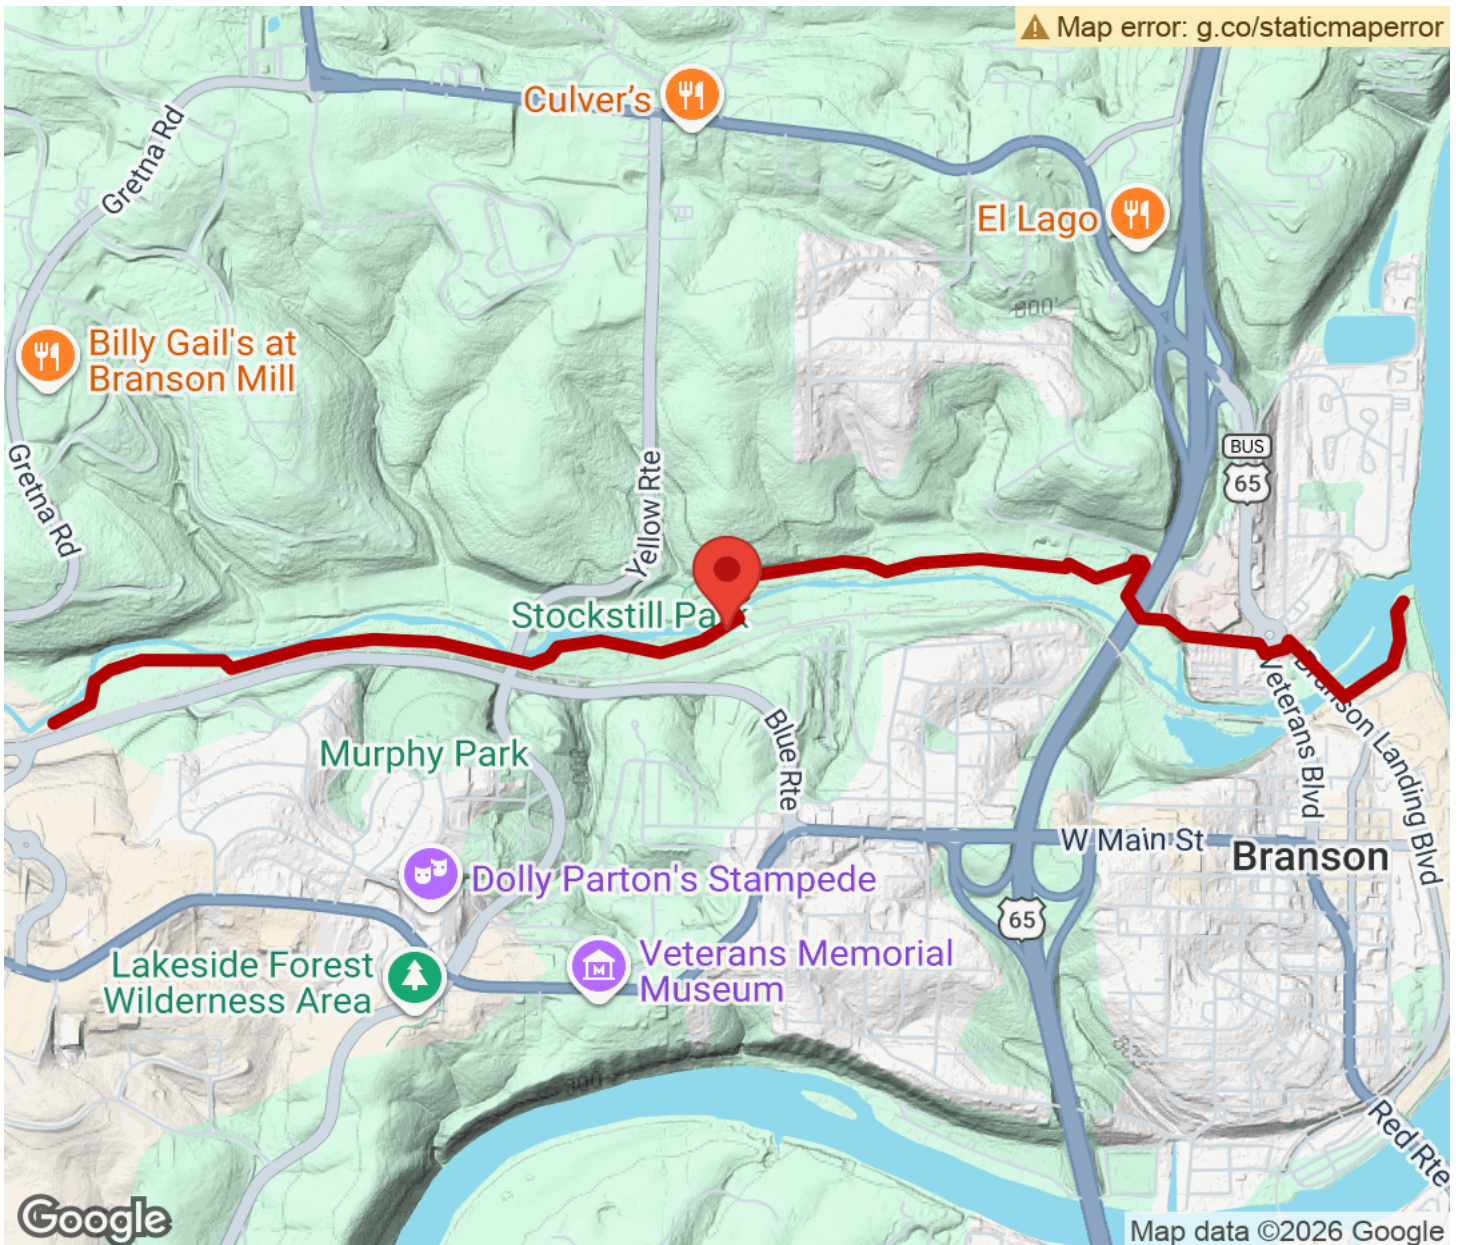 Map error: g.co/staticmaperror
Culver's
Gretna Rd
El Lago
800'
Billy Gail's at
Branson Mill
BUS
65
Gretna Rd
Yellow Rte
Stockstill Park
Veterans Blvd
Branson Landing Blvd
Blue Rte
Murphy Park
W Main St
Branson
Dolly Parton's Stampede
65
Veterans Memorial
Museum
Lakeside Forest
Wilderness Area
Red Rte
Google
Map data ©2026 Google